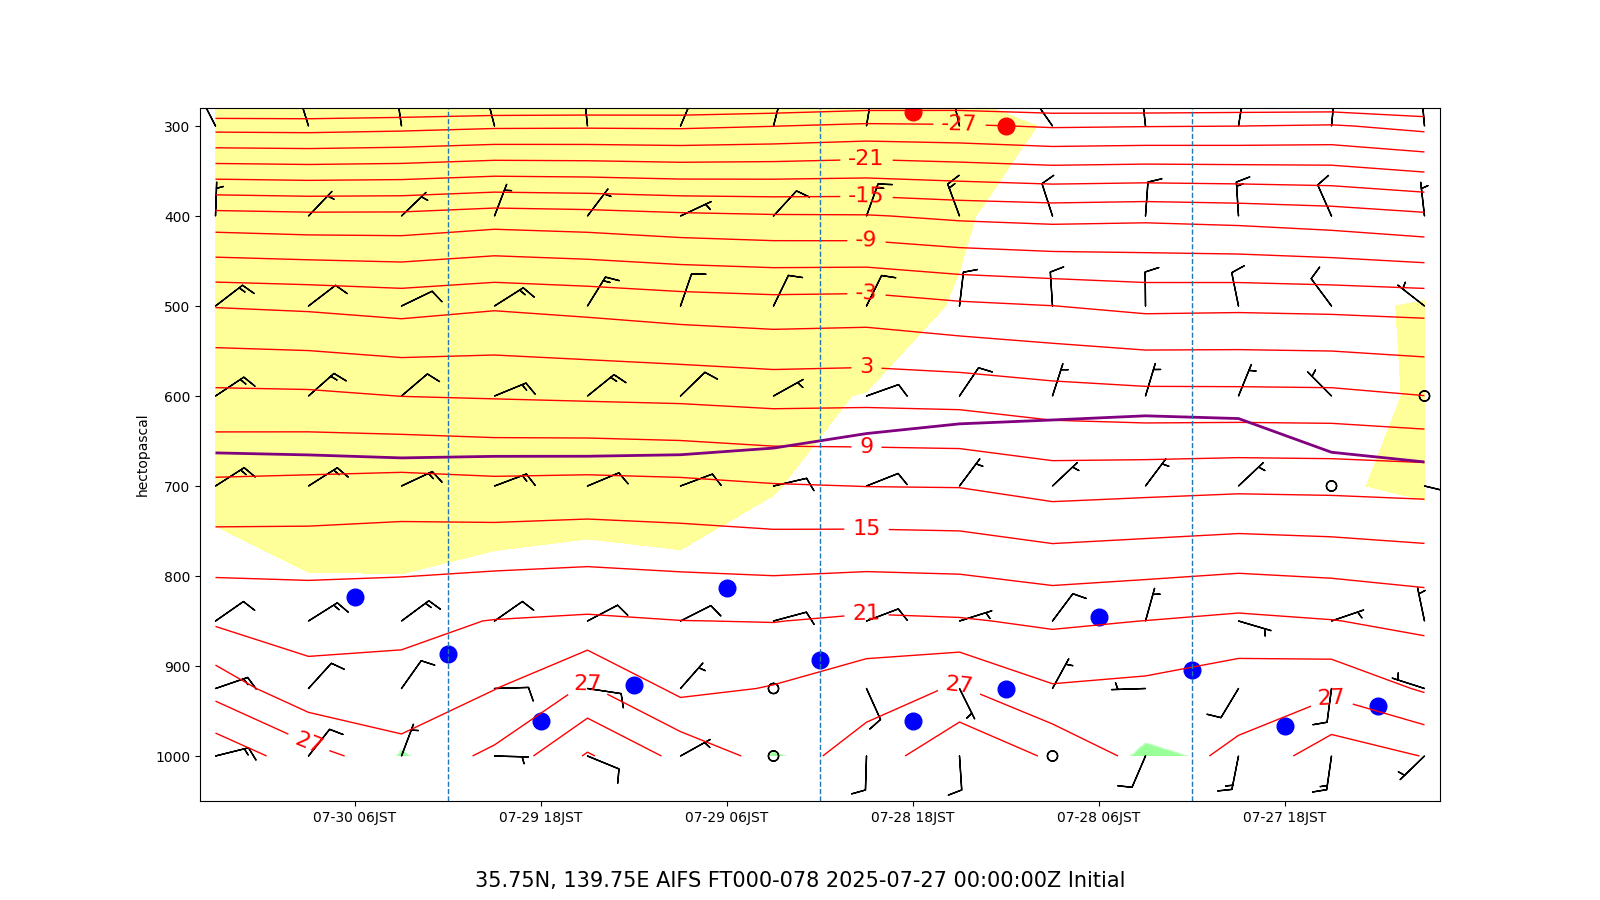 300
400
500
600
700
800
900
1000
hectopascal
-27
-21
-15
-9
-3
3
9
15
21
27
27
27
27
07-30 06JST
07-29 18JST
07-29 06JST
07-28 18JST
07-28 06JST
07-27 18JST
35.75N, 139.75E AIFS FT000-078 2025-07-27 00:00:00Z Initial